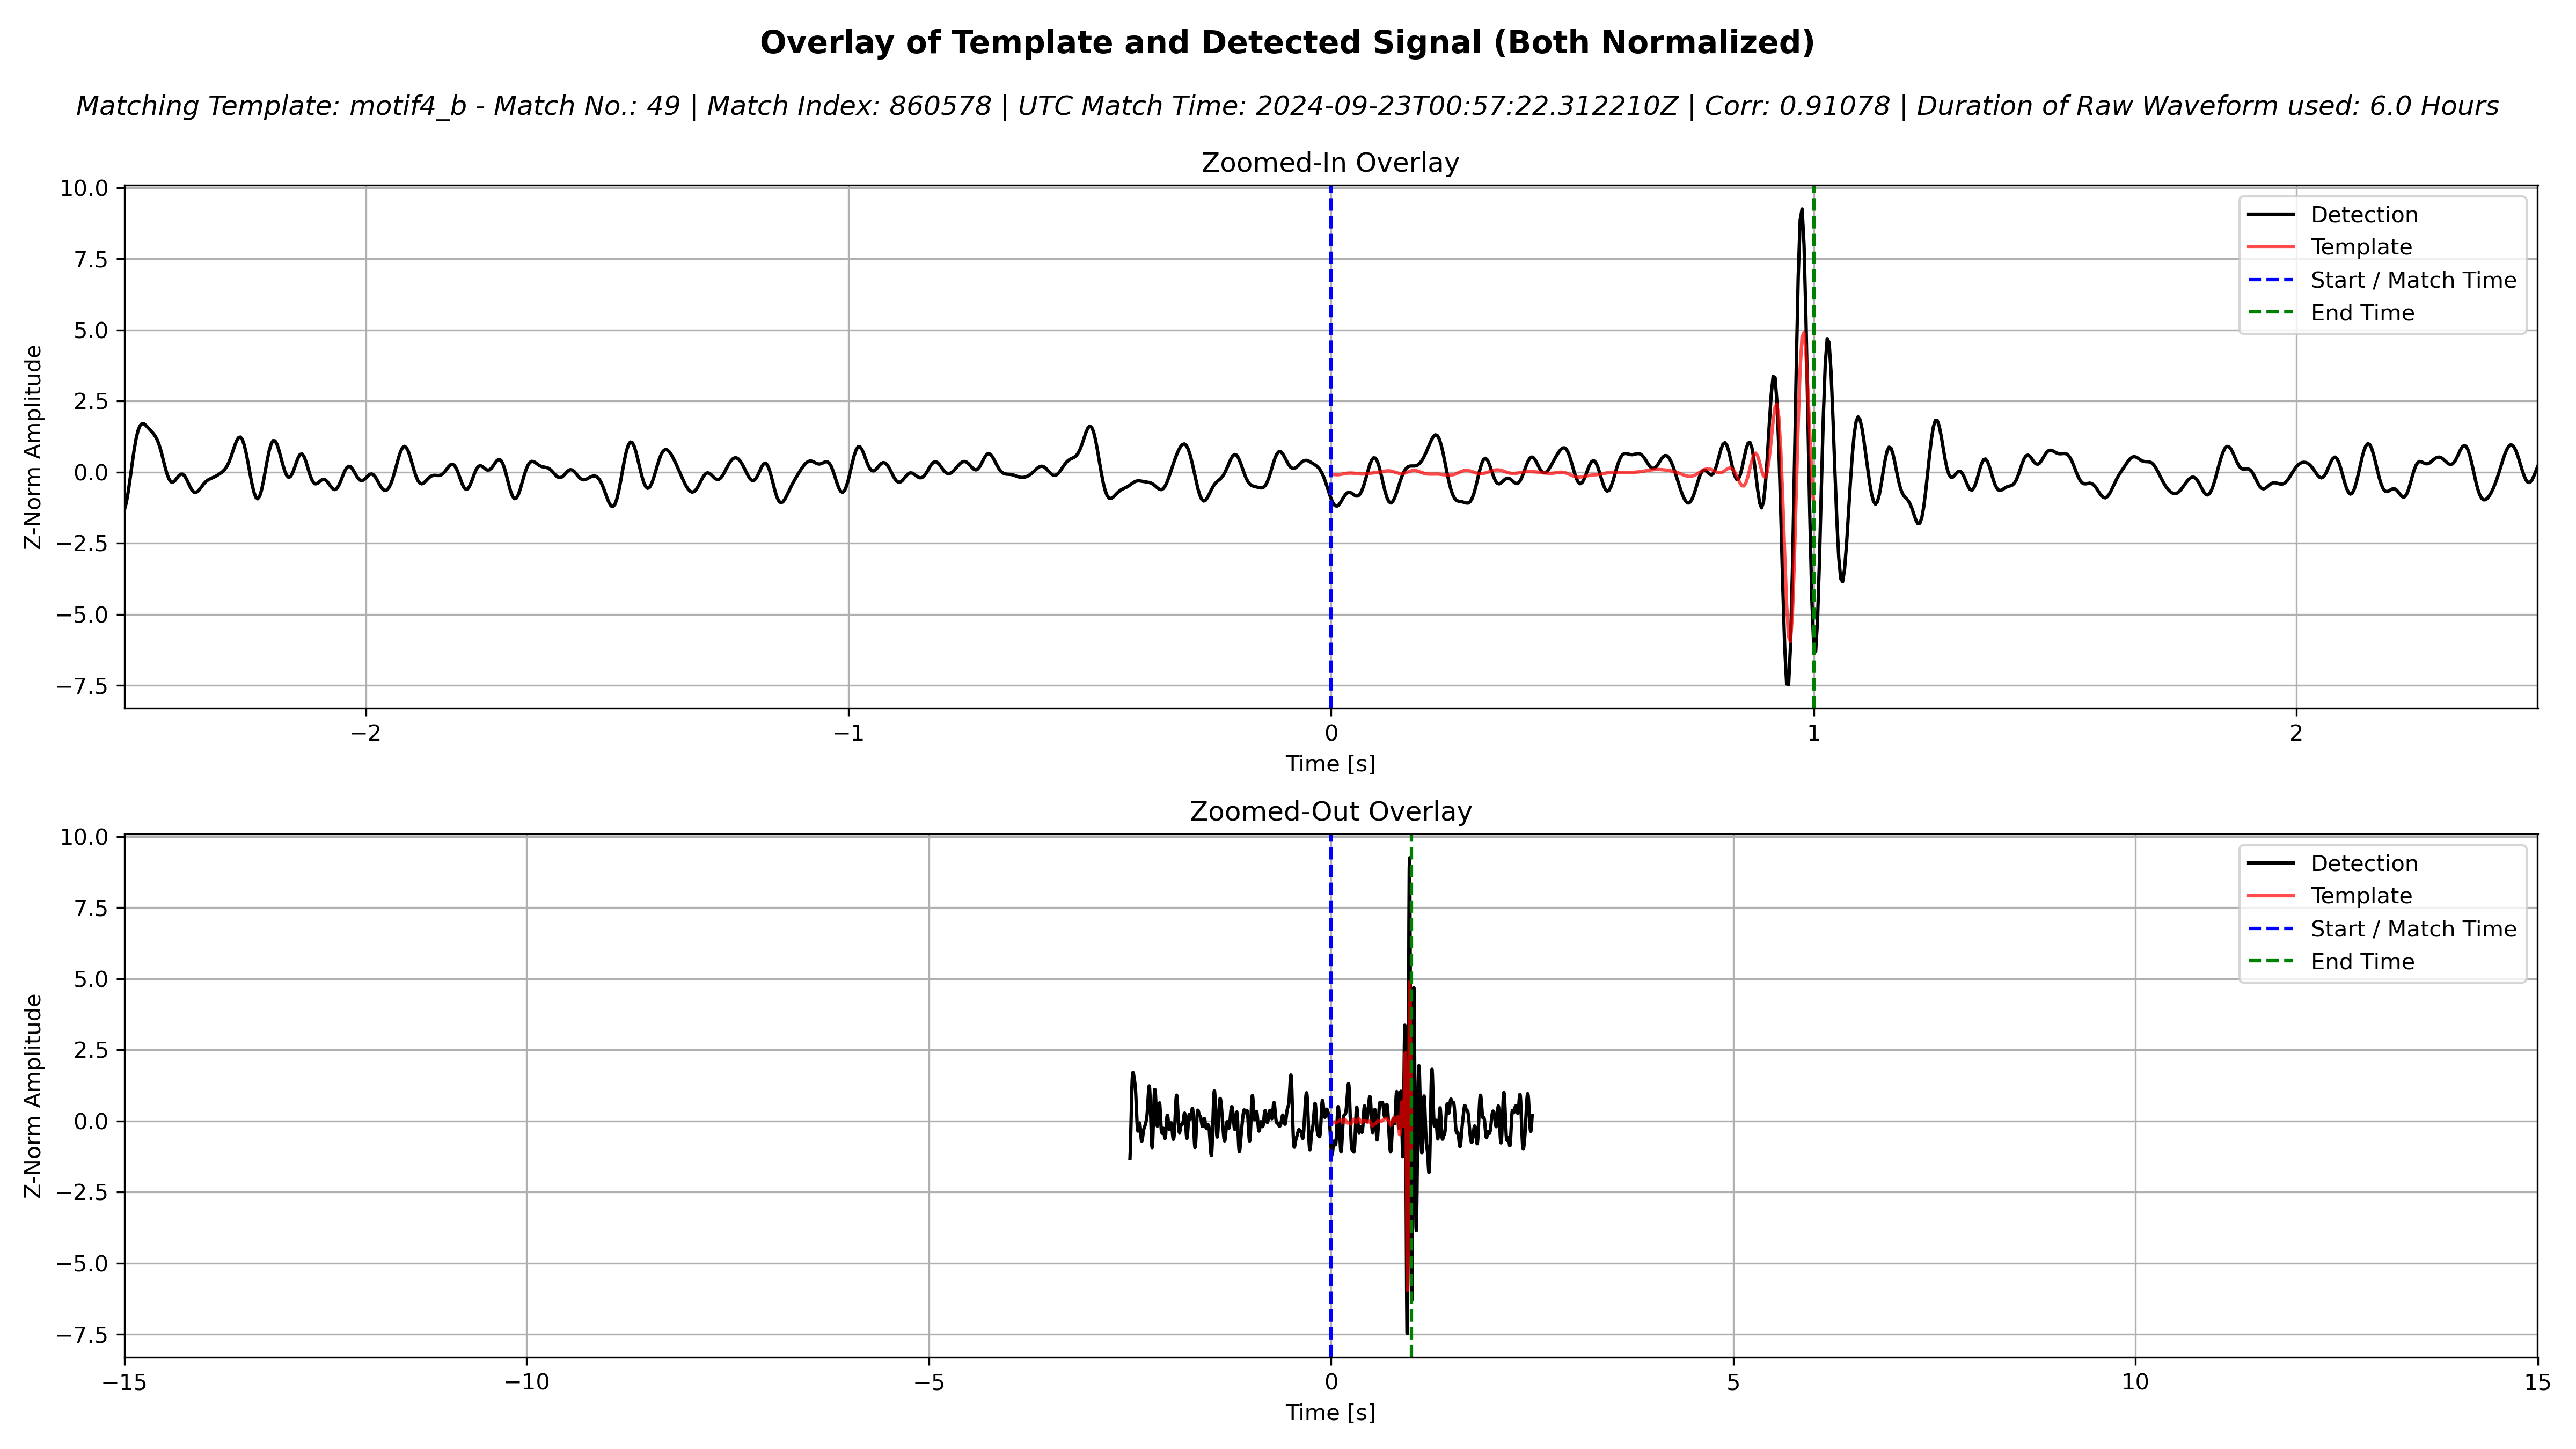 Overlay of Template and Detected Signal (Both Normalized)
Matching Template: motif4_b - Match No.: 49 | Match Index: 860578 | UTC Match Time: 2024-09-23T00:57:22.312210Z | Corr: 0.91078 | Duration of Raw Waveform used: 6.0 Hours
Zoomed-In Overlay
Z-Norm Amplitude
10.0
7.5
5.0
2.5
0.0
−2.5
−5.0
−7.5
Detection
Template
Start / Match Time
End Time
−2
−1
0
1
2
Time [s]
Zoomed-Out Overlay
Z-Norm Amplitude
10.0
7.5
5.0
2.5
0.0
−2.5
−5.0
−7.5
Detection
Template
Start / Match Time
End Time
−15
−10
−5
0
5
10
15
Time [s]